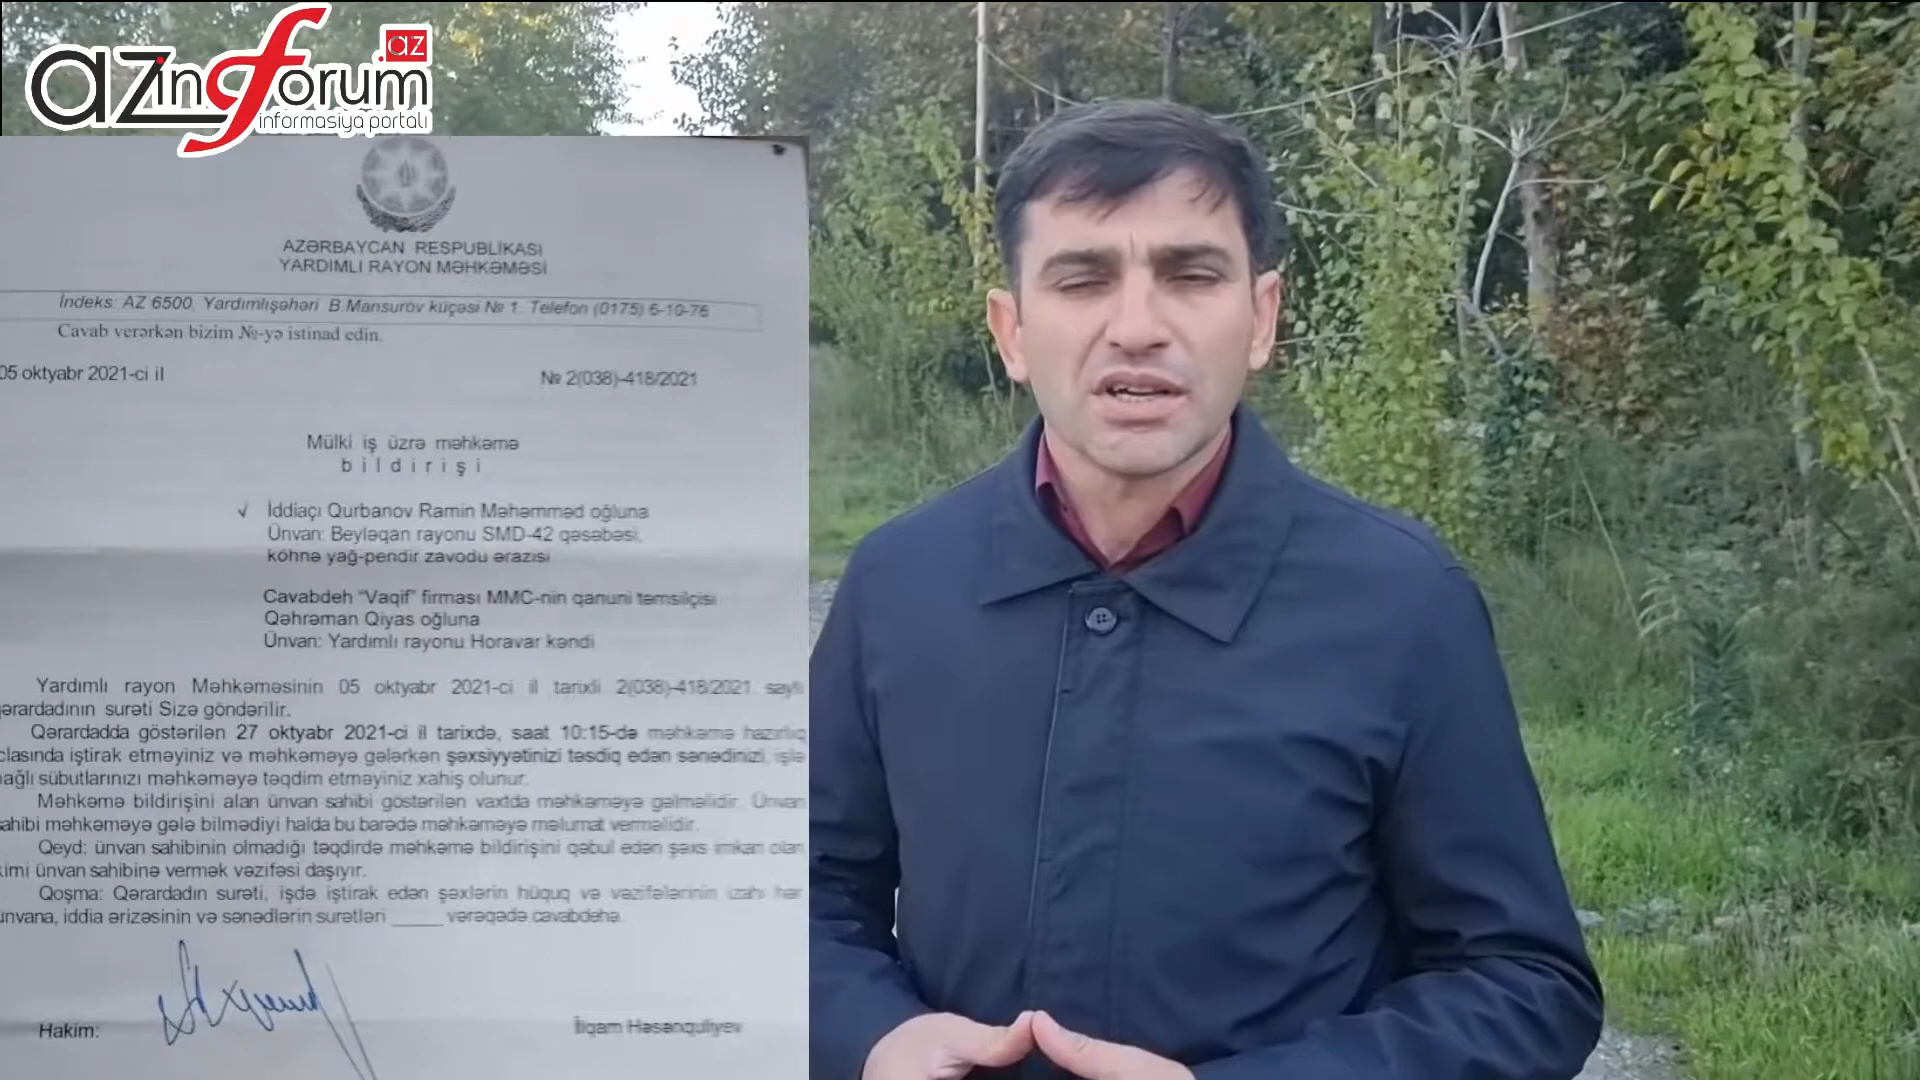 azinforum.az
informasiya portalı
AZƏRBAYCAN RESPUBLİKASI
YARDIMLI RAYON MƏHKƏMƏSİ
İndeks: AZ 6500, Yardımlışəhəri B.Mansurov küçəsi № 1. Telefon (0175) 6-10-76
Cavab verərkən bizim №-yə istinad edin.
05 oktyabr 2021-ci il
№ 2(038)-418/2021
Mülki iş üzrə məhkəmə
b i l d i r i ş i
√ İddiaçı Qurbanov Ramin Məhəmməd oğluna
Ünvan: Beyləqan rayonu SMD-42 qəsəbəsi,
köhnə yağ-pendir zavodu ərazisi
Cavabdeh "Vaqif" firması MMC-nin qanuni təmsilçisi
Qəhrəman Qiyas oğluna
Ünvan: Yardımlı rayonu Horavar kəndi
Yardımlı rayon Məhkəməsinin 05 oktyabr 2021-ci il tarixli 2(038)-418/2021 saylı
qərardadının surəti Sizə göndərilir.
Qərardadda göstərilən 27 oktyabr 2021-ci il tarixdə, saat 10:15-də məhkəmə hazırlıq
clasında iştirak etməyiniz və məhkəməyə gələrkən şəxsiyyətinizi təsdiq edən sənədinizi, işlə
bağlı sübutlarınızı məhkəməyə təqdim etməyiniz xahiş olunur.
Məhkəmə bildirişini alan ünvan sahibi göstərilən vaxtda məhkəməyə gəlməlidir. Ünvan
sahibi məhkəməyə gələ bilmədiyi halda bu barədə məhkəməyə məlumat verməlidir.
Qeyd: ünvan sahibinin olmadığı təqdirdə məhkəmə bildirişini qəbul edən şəxs imkan olan
kimi ünvan sahibinə vermək vəzifəsi daşıyır.
Qoşma: Qərardadın surəti, işdə iştirak edən şəxlərin hüquq və vəzifələrinin izahı hər
ünvana, iddia ərizəsinin və sənədlərin surətləri _____ vərəqədə cavabdehə.
Hakim:
İlqam Həsənquliyev